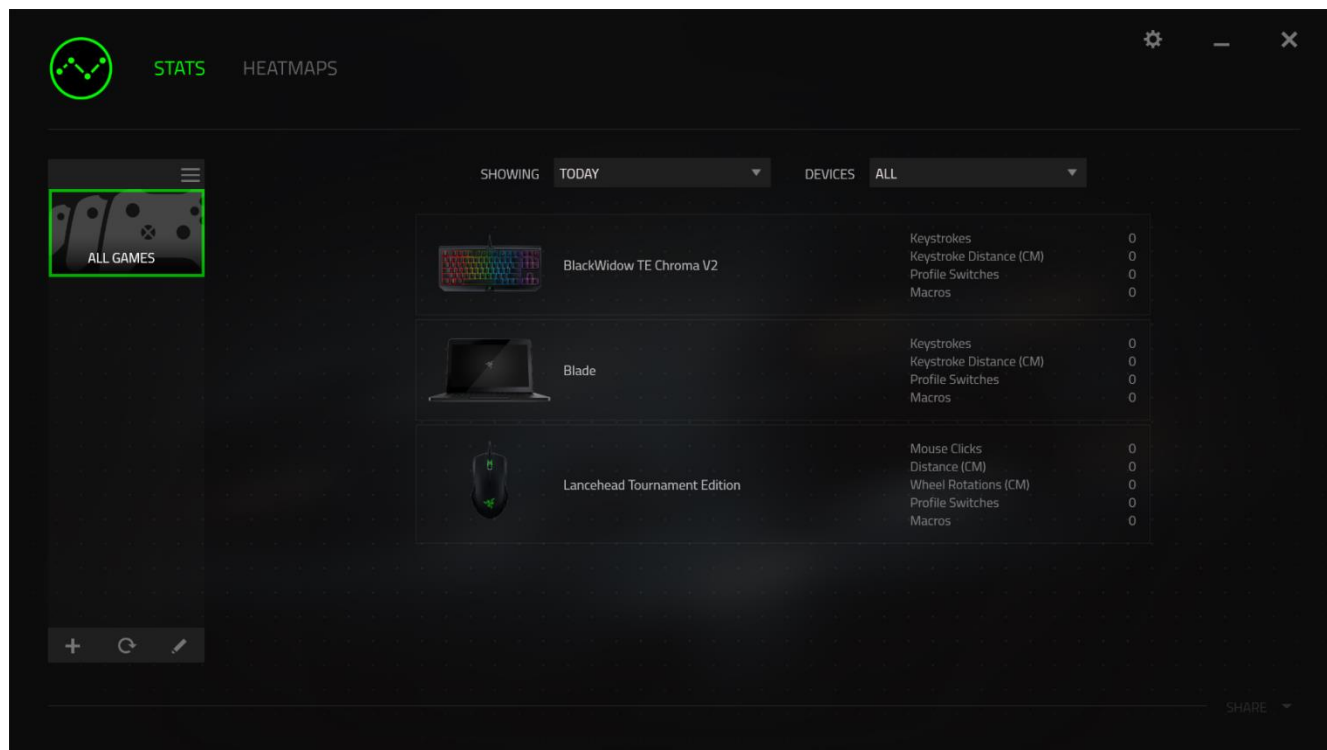 STATS HEATMAPS
SHOWING TODAY DEVICES ALL
ALL GAMES
BlackWidow TE Chroma V2
Keystrokes 0
Keystroke Distance (CM) 0
Profile Switches 0
Macros 0
Blade
Keystrokes 0
Keystroke Distance (CM) 0
Profile Switches 0
Macros 0
Lancehead Tournament Edition
Mouse Clicks 0
Distance (CM) 0
Wheel Rotations (CM) 0
Profile Switches 0
Macros 0
SHARE